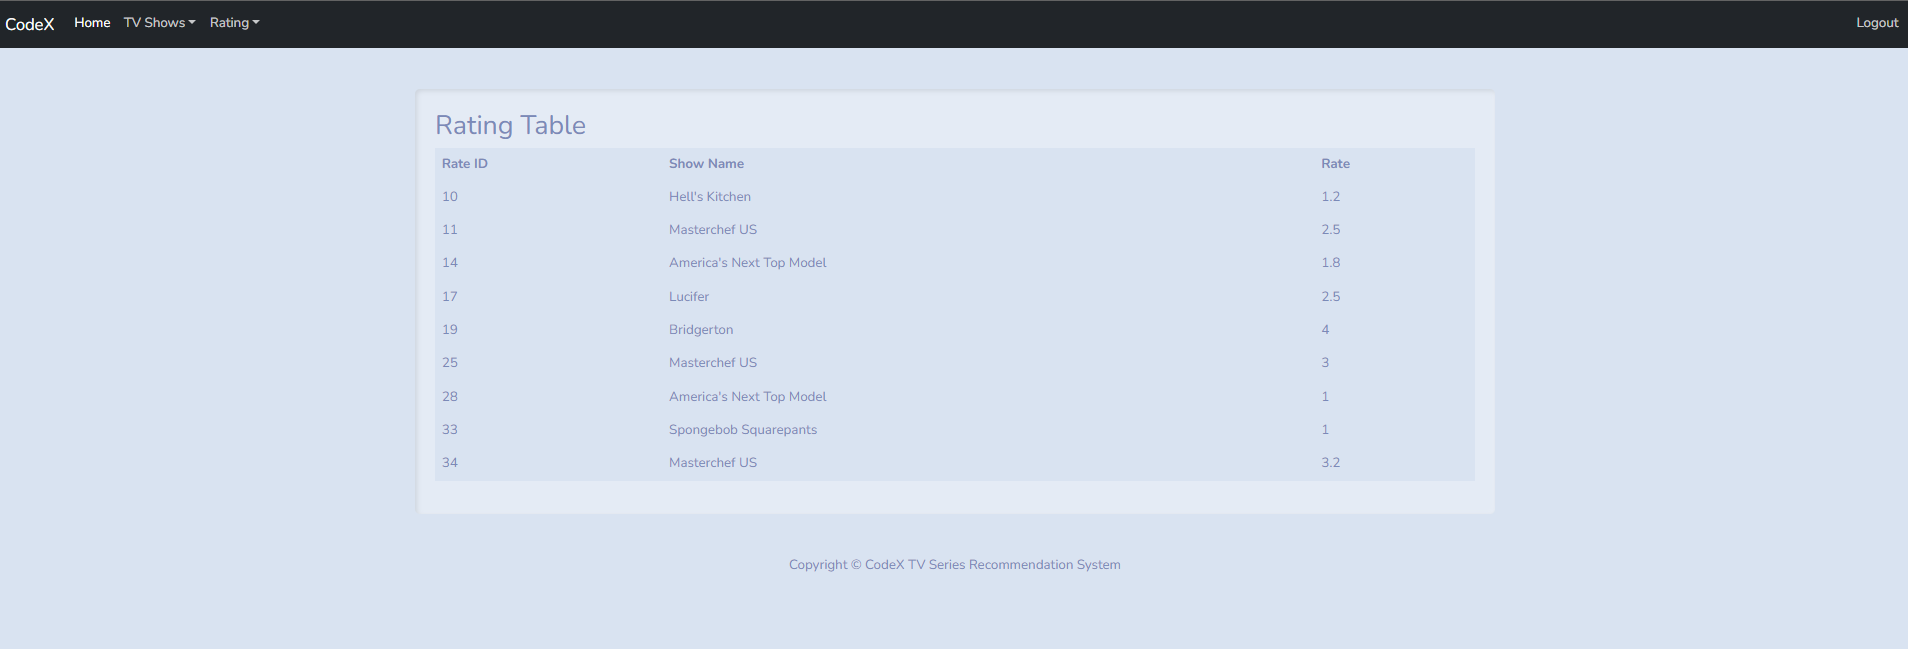 CodeX Home TV Shows Rating Logout
Rating Table
Rate ID Show Name Rate
10 Hell's Kitchen 1.2
11 Masterchef US 2.5
14 America's Next Top Model 1.8
17 Lucifer 2.5
19 Bridgerton 4
25 Masterchef US 3
28 America's Next Top Model 1
33 Spongebob Squarepants 1
34 Masterchef US 3.2
Copyright © CodeX TV Series Recommendation System